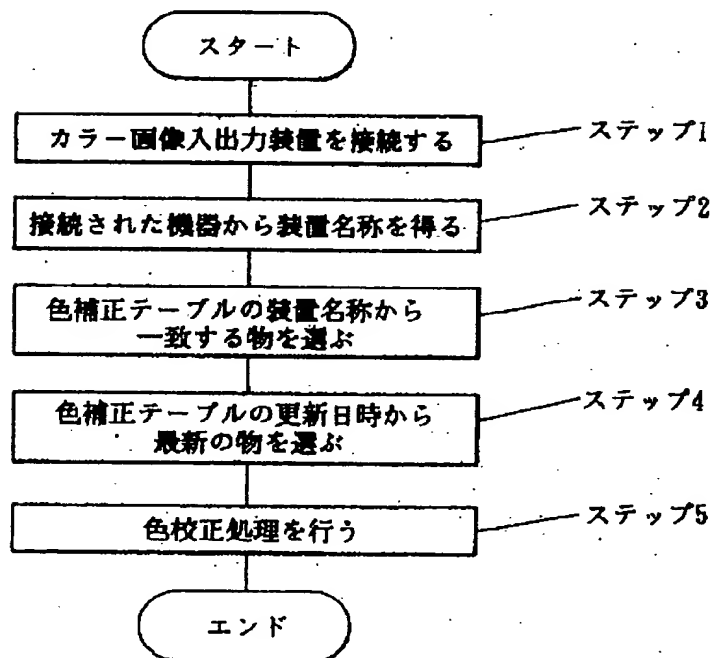 スタート
カラー画像入出力装置を接続する
ステップ1
接続された機器から装置名称を得る
ステップ2
色補正テーブルの装置名称から
一致する物を選ぶ
ステップ3
色補正テーブルの更新日時から
最新の物を選ぶ
ステップ4
色校正処理を行う
ステップ5
エンド